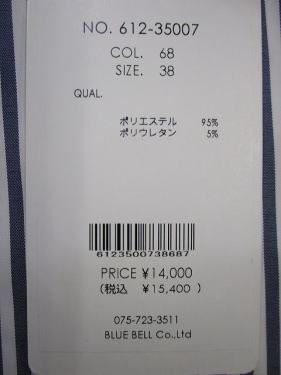 NO. 612-35007
COL. 68
SIZE. 38
QUAL.
ポリエステル 95%
ポリウレタン 5%
6123500738687
PRICE ¥14,000
(税込 ¥15,400 )
075-723-3511
BLUE BELL Co.,Ltd